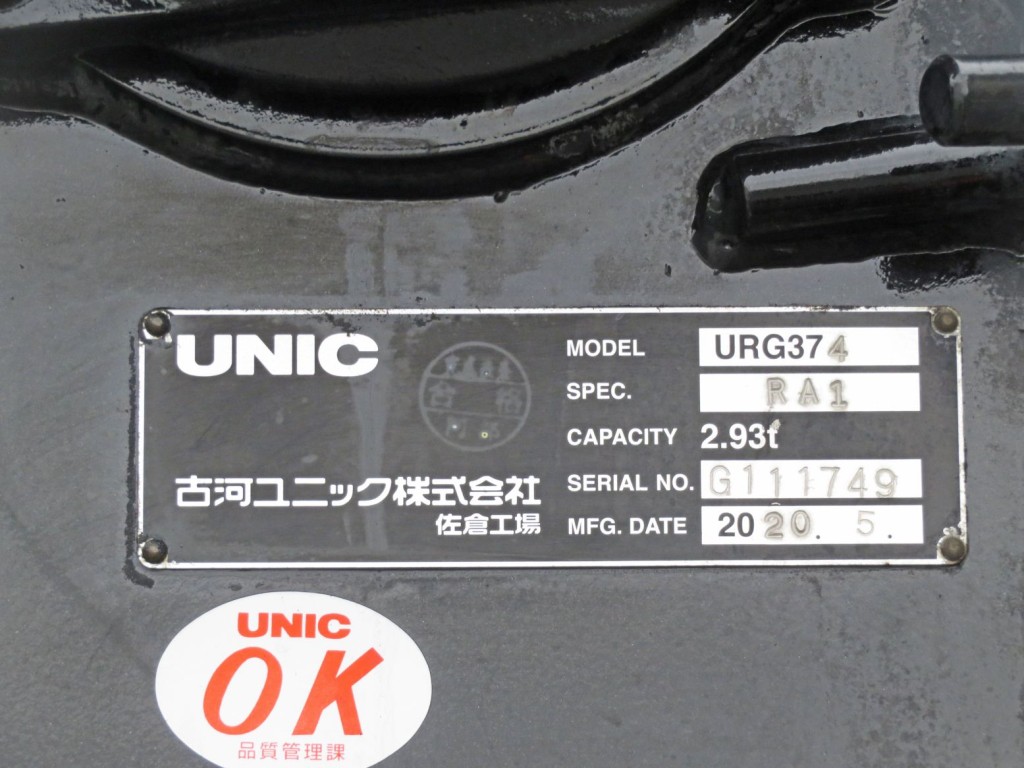 UNIC
MODEL URG374
SPEC. RA1
CAPACITY 2.93t
SERIAL NO. G111749
MFG. DATE 2020. 5.
古河ユニック株式会社
佐倉工場
UNIC
OK
品質管理課